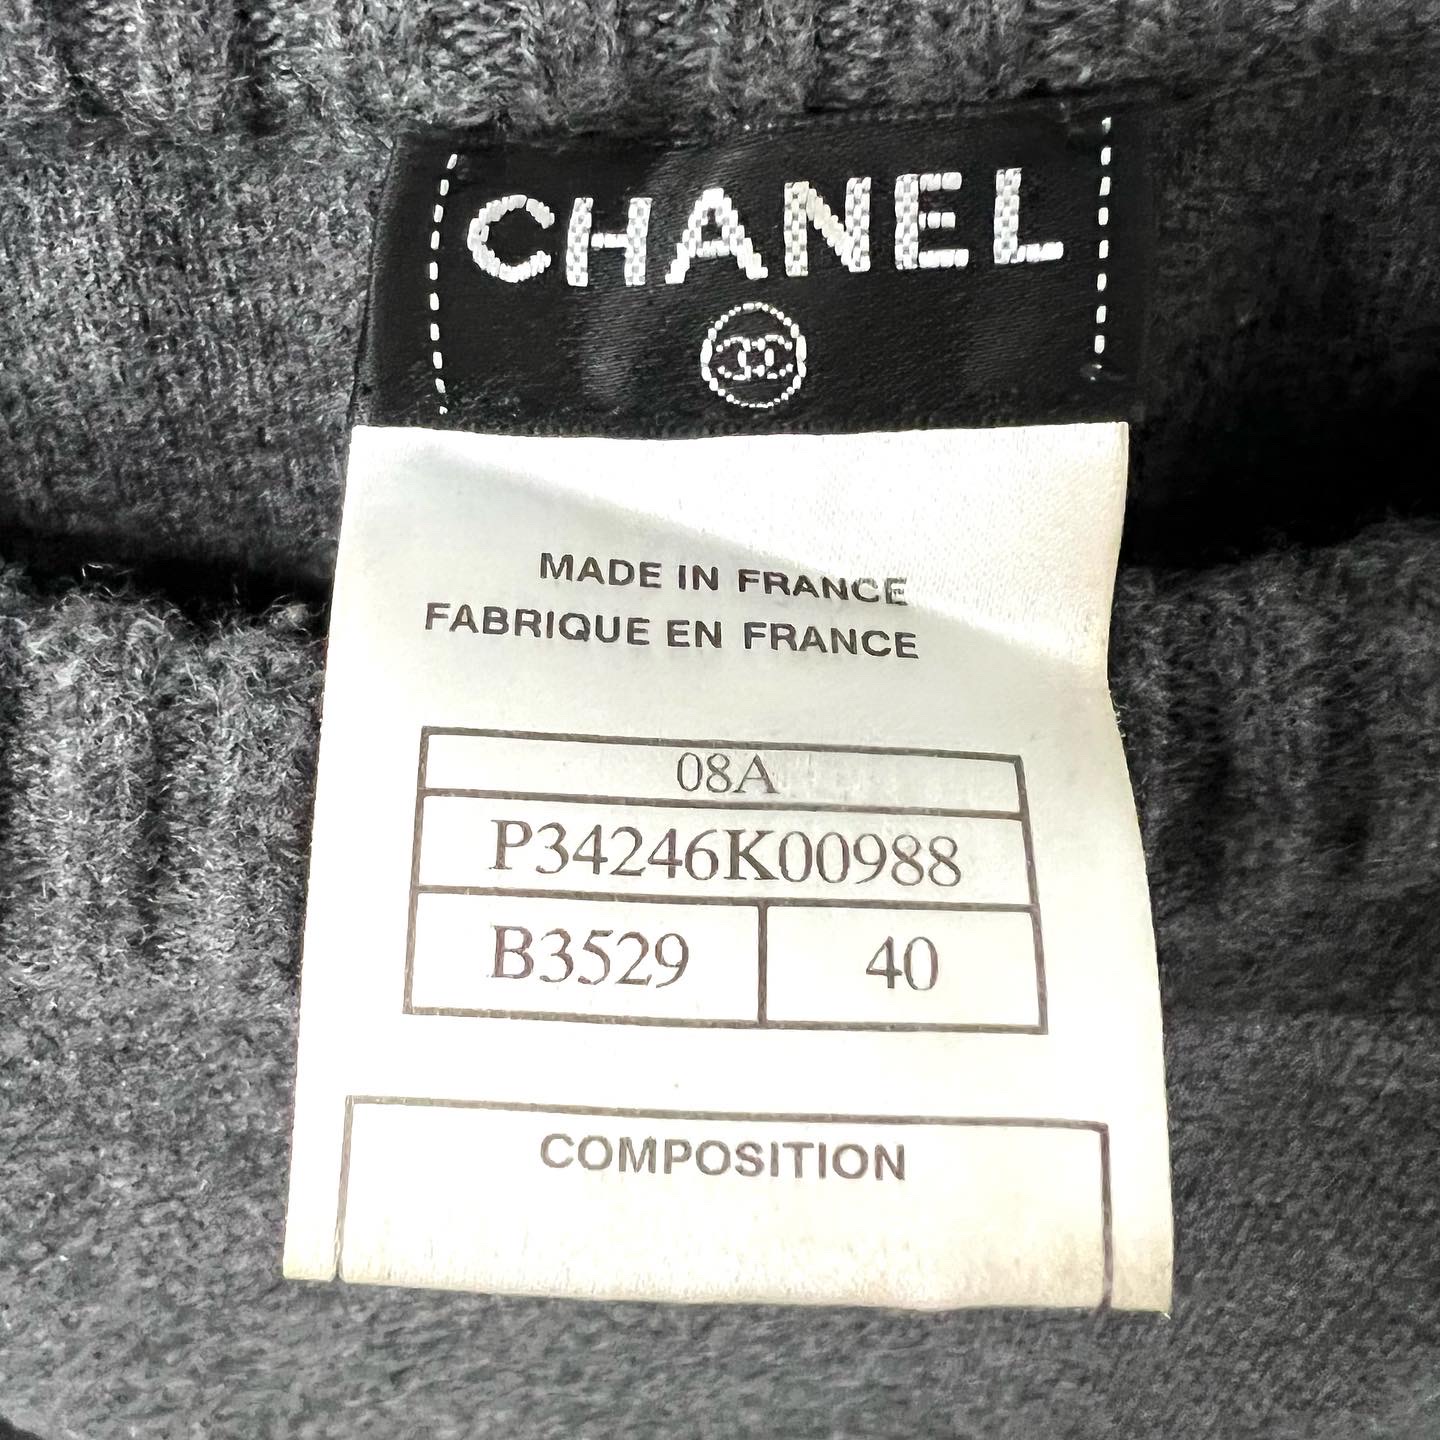 CHANEL
MADE IN FRANCE
FABRIQUE EN FRANCE
08A
P34246K00988
B3529 40
COMPOSITION